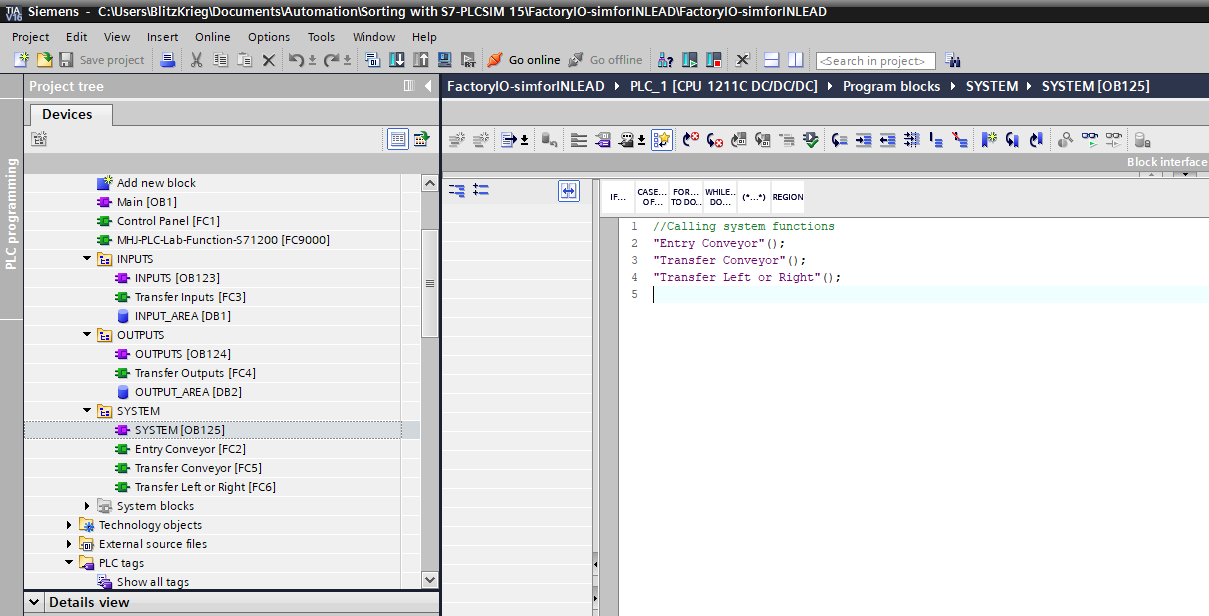 TIA
V16
Siemens - C:\Users\BlitzKrieg\Documents\Automation\Sorting with S7-PLCSIM 15\FactoryIO-simforINLEAD\FactoryIO-simforINLEAD
Project Edit View Insert Online Options Tools Window Help
Save project
RT
Go online
Go offline
<Search in project>
Project tree
FactoryIO-simforINLEAD PLC_1 [CPU 1211C DC/DC/DC] Program blocks SYSTEM SYSTEM [OB125]
Devices
PLC programming
Block interface
Add new block
Main [OB1]
Control Panel [FC1]
MHJ-PLC-Lab-Function-S71200 [FC9000]
INPUTS
INPUTS [OB123]
Transfer Inputs [FC3]
INPUT_AREA [DB1]
OUTPUTS
OUTPUTS [OB124]
Transfer Outputs [FC4]
OUTPUT_AREA [DB2]
SYSTEM
SYSTEM [OB125]
Entry Conveyor [FC2]
Transfer Conveyor [FC5]
Transfer Left or Right [FC6]
System blocks
Technology objects
External source files
PLC tags
Show all tags
Details view
IF... CASE... OF... FOR... TO DO.. WHILE.. DO... (*...*) REGION
1 //Calling system functions
2 "Entry Conveyor"();
3 "Transfer Conveyor"();
4 "Transfer Left or Right"();
5